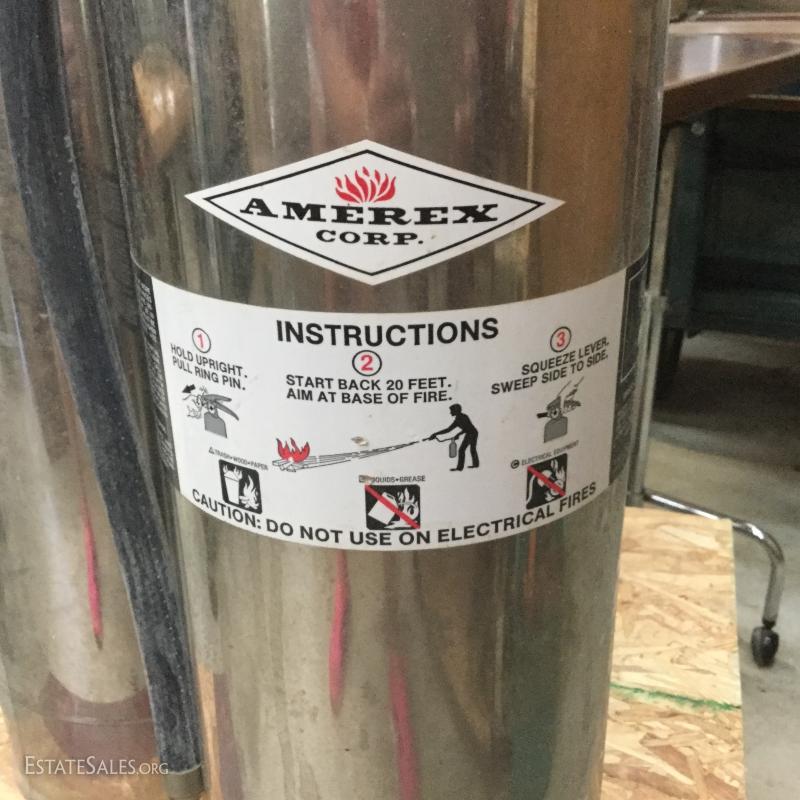 AMEREX
CORP.
INSTRUCTIONS
1
HOLD UPRIGHT.
PULL RING PIN.
2
START BACK 20 FEET.
AIM AT BASE OF FIRE.
3
SQUEEZE LEVER.
SWEEP SIDE TO SIDE.
A TRASH•WOOD•PAPER
LIQUIDS•GREASE
C ELECTRICAL EQUIPMENT
CAUTION: DO NOT USE ON ELECTRICAL FIRES
ESTATESALES.ORG